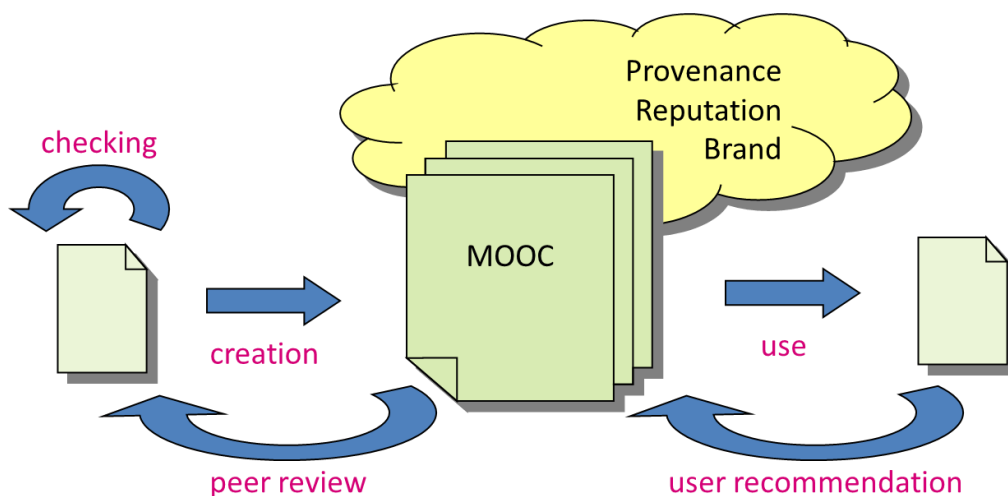 Provenance
Reputation
Brand
checking
MOOC
creation
use
peer review
user recommendation